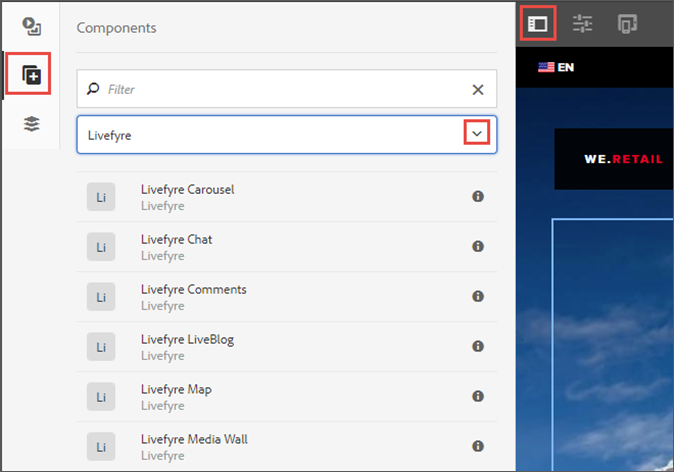 Components
Filter
Livefyre
Li
Livefyre Carousel
Livefyre
Li
Livefyre Chat
Livefyre
Li
Livefyre Comments
Livefyre
Li
Livefyre LiveBlog
Livefyre
Li
Livefyre Map
Livefyre
Li
Livefyre Media Wall
Livefyre
EN
WE.RETAIL